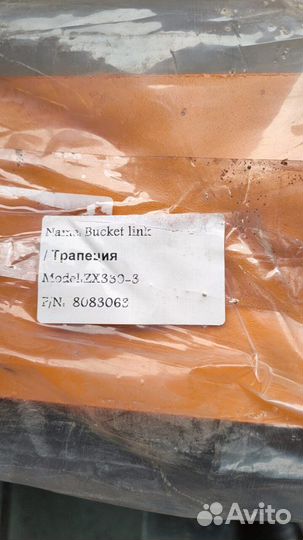 Name: Bucket link
/ Трапеция
Model:ZX330-3
P/N: 8083063
Avito